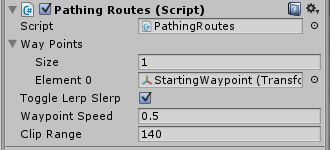 Pathing Routes (Script)
Script PathingRoutes
Way Points
Size 1
Element 0 StartingWaypoint (Transfo
Toggle Lerp Slerp
Waypoint Speed 0.5
Clip Range 140